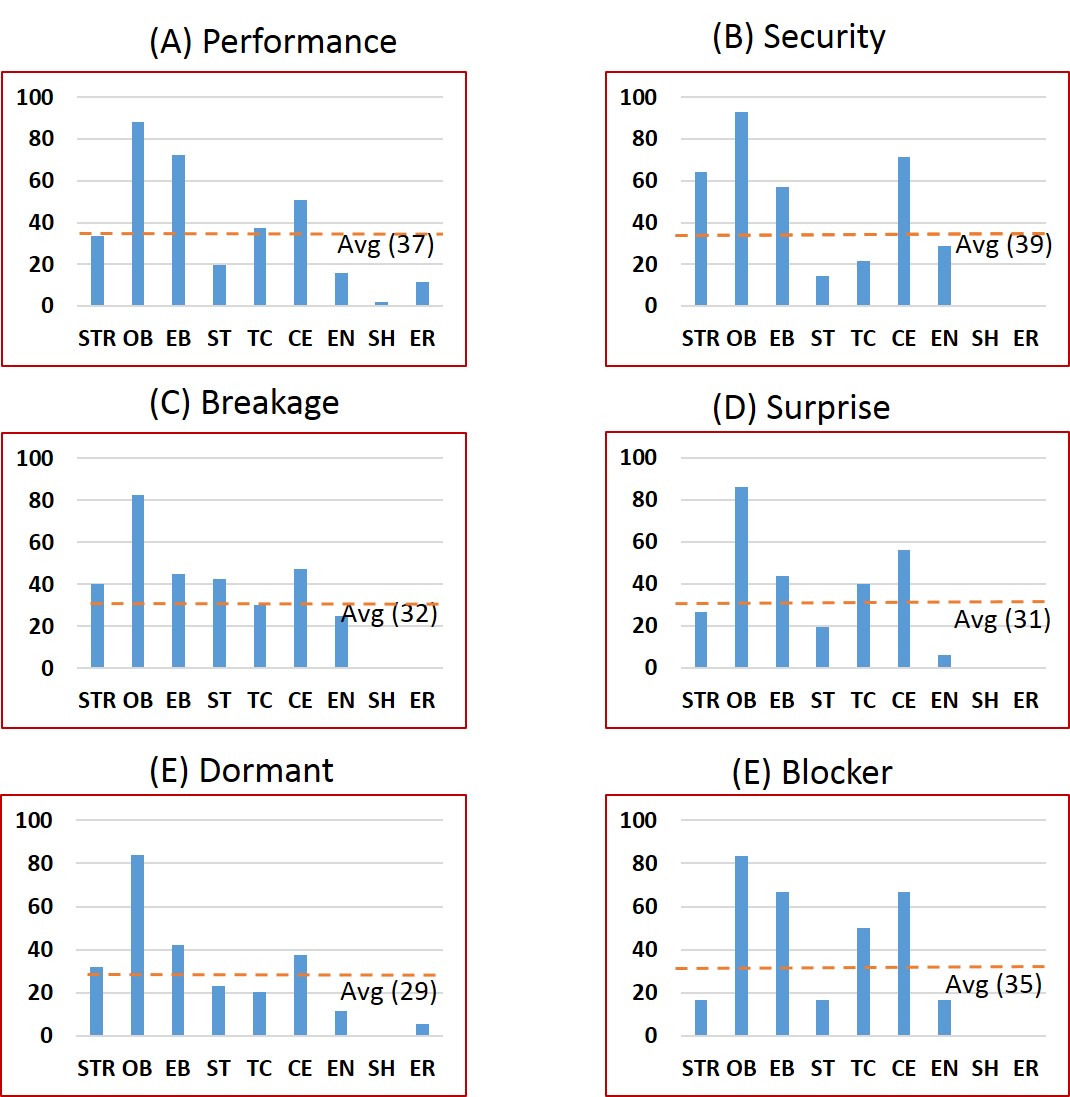 (A) Performance
100
80
60
40
20
0
Avg (37)
STR OB EB ST TC CE EN SH ER
(B) Security
100
80
60
40
20
0
Avg (39)
STR OB EB ST TC CE EN SH ER
(C) Breakage
100
80
60
40
20
0
Avg (32)
STR OB EB ST TC CE EN SH ER
(D) Surprise
100
80
60
40
20
0
Avg (31)
STR OB EB ST TC CE EN SH ER
(E) Dormant
100
80
60
40
20
0
Avg (29)
STR OB EB ST TC CE EN SH ER
(E) Blocker
100
80
60
40
20
0
Avg (35)
STR OB EB ST TC CE EN SH ER